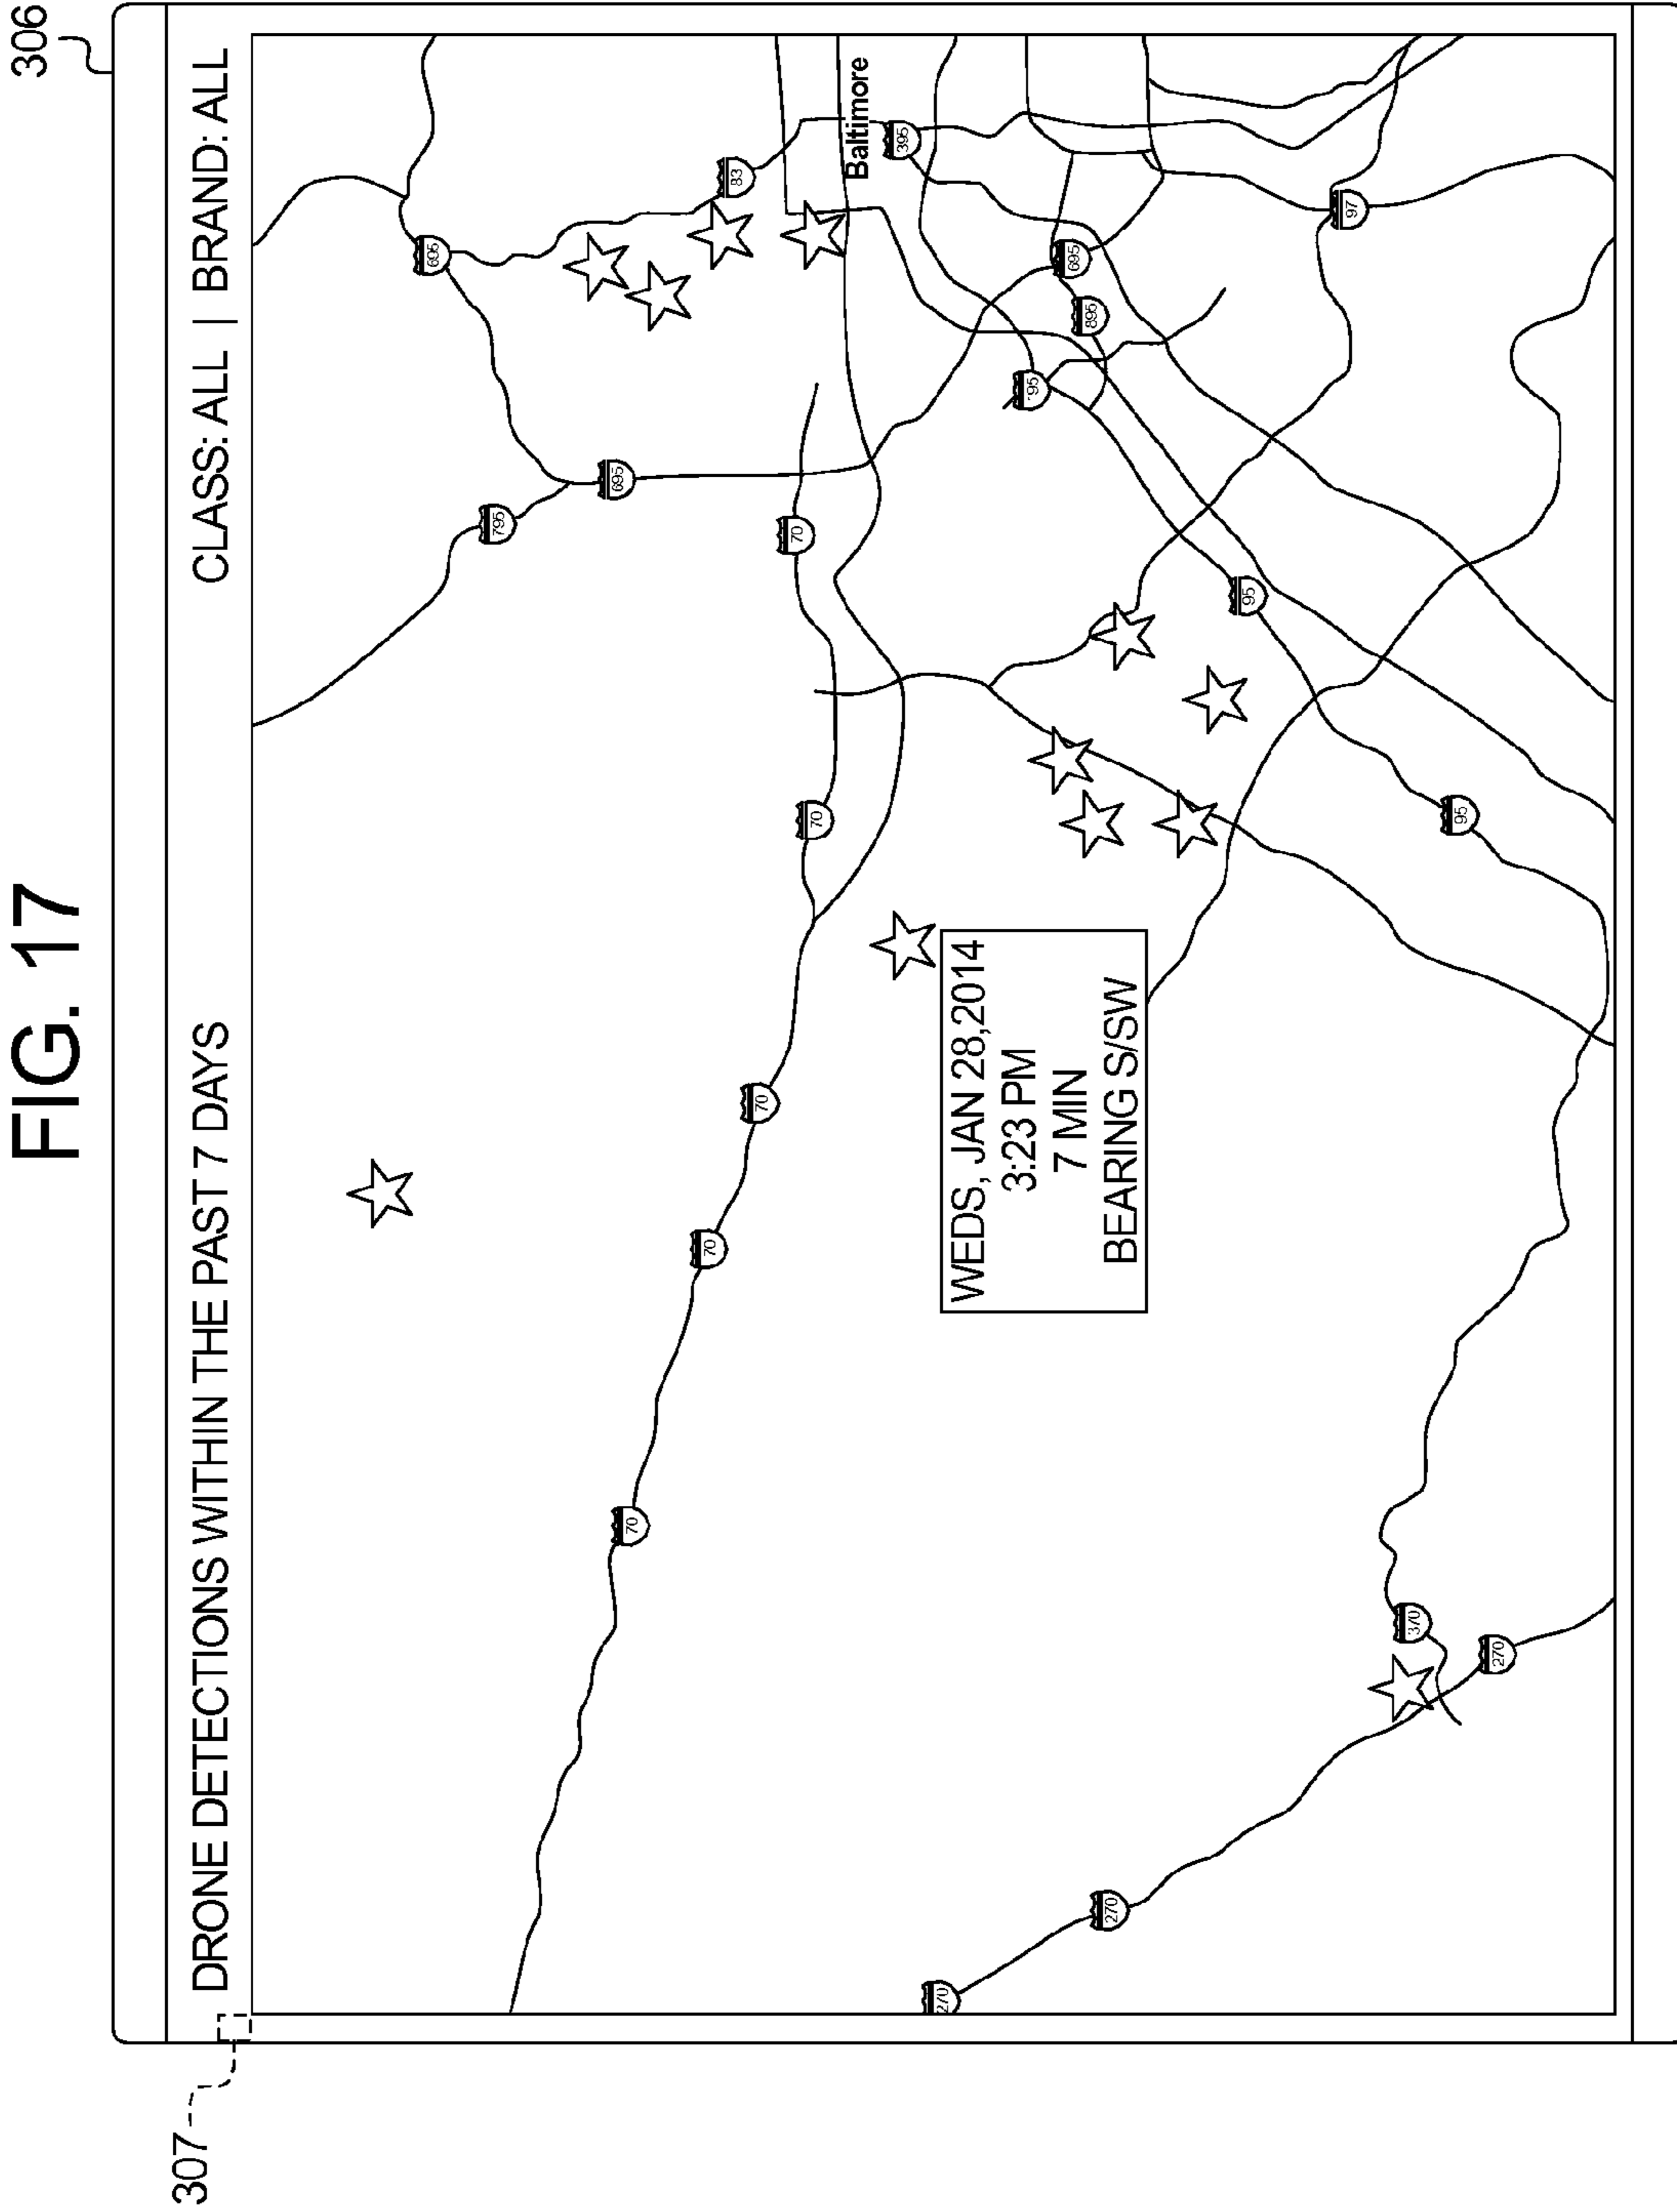 FIG. 17
306
307
DRONE DETECTIONS WITHIN THE PAST 7 DAYS
CLASS: ALL | BRAND: ALL
695
795
695
70
70
83
70
70
70
Baltimore
395
270
WEDS, JAN 28,2014
3:23 PM
7 MIN
BEARING S/SW
95
695
895
270
95
97
370
95
270